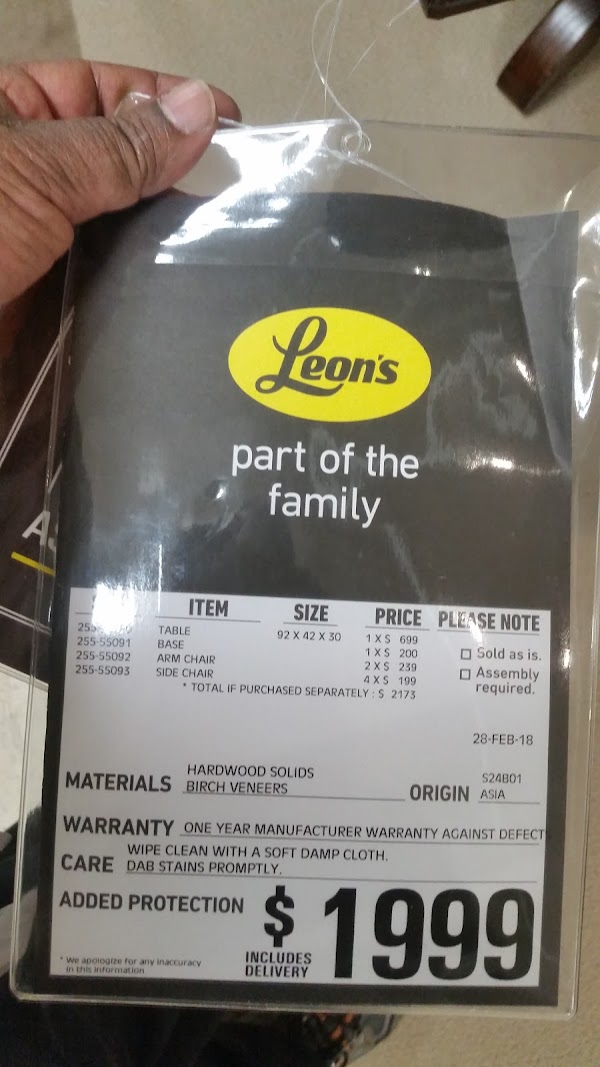 Leon's
part of the
family
ITEM SIZE PRICE PLEASE NOTE
TABLE 92 X 42 X 30 1 X $ 699
255-55091 BASE 1 X $ 200 Sold as is.
255-55092 ARM CHAIR 2 X $ 239 Assembly
255-55093 SIDE CHAIR 4 X $ 199 required.
* TOTAL IF PURCHASED SEPARATELY : $ 2173
28-FEB-18
MATERIALS HARDWOOD SOLIDS
BIRCH VENEERS
S24B01
ORIGIN ASIA
WARRANTY ONE YEAR MANUFACTURER WARRANTY AGAINST DEFECT
CARE WIPE CLEAN WITH A SOFT DAMP CLOTH.
DAB STAINS PROMPTLY.
ADDED PROTECTION
$ 1999
INCLUDES
DELIVERY
* We apologize for any inaccuracy
in this information